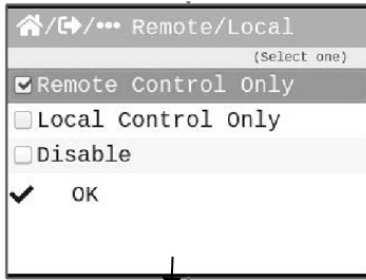 / / ••• Remote/Local
(Select one)
Remote Control Only
Local Control Only
Disable
OK